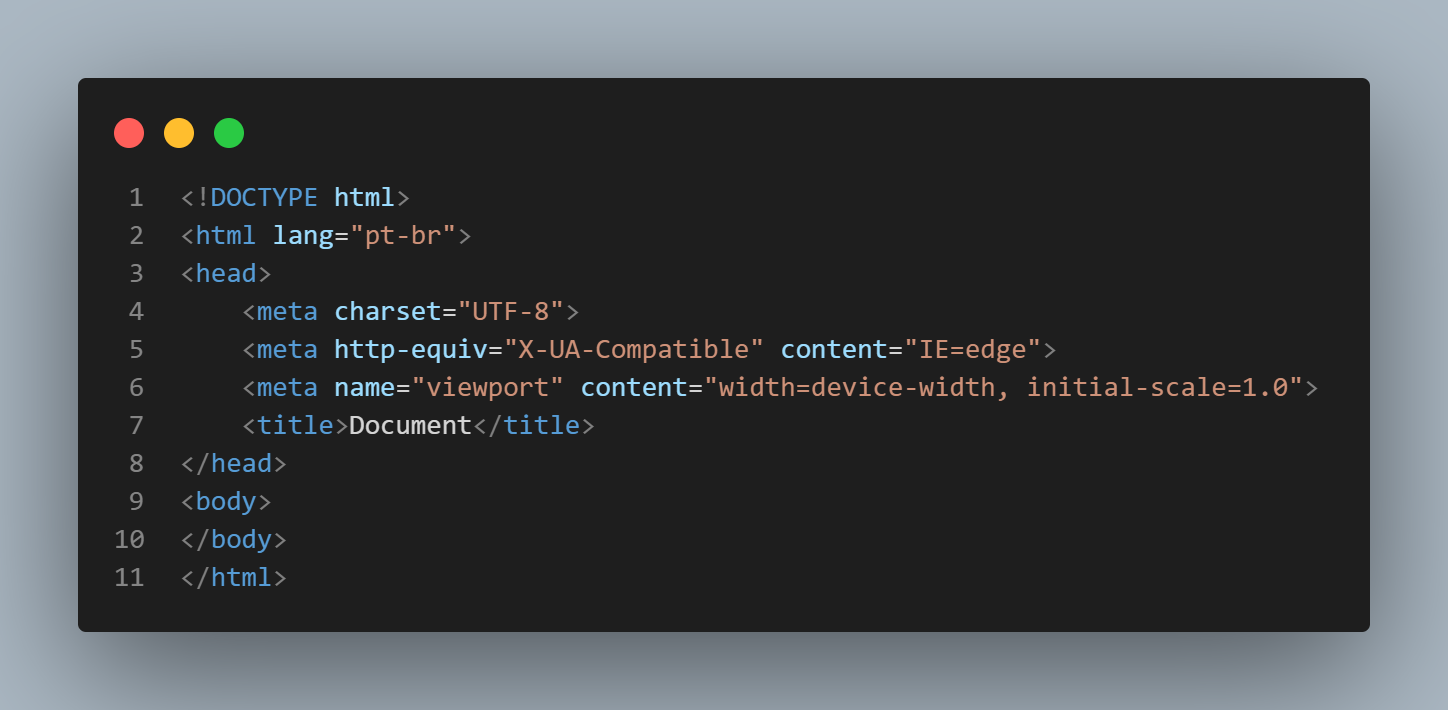 1 <!DOCTYPE html>
2 <html lang="pt-br">
3 <head>
4     <meta charset="UTF-8">
5     <meta http-equiv="X-UA-Compatible" content="IE=edge">
6     <meta name="viewport" content="width=device-width, initial-scale=1.0">
7     <title>Document</title>
8 </head>
9 <body>
10 </body>
11 </html>